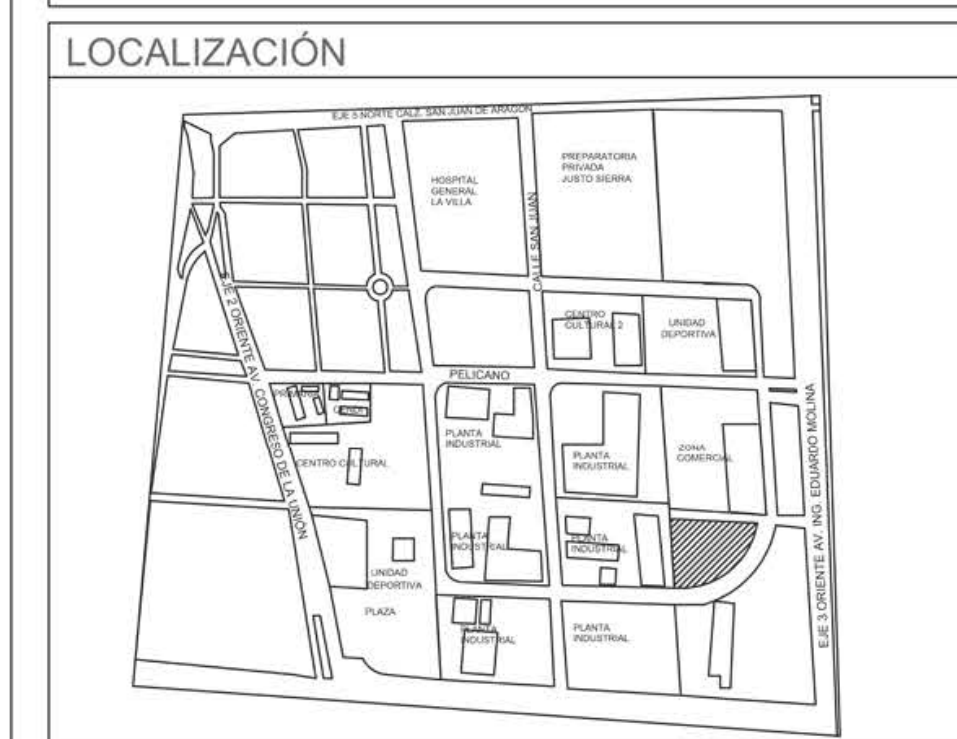 LOCALIZACIÓN
EJE 5 NORTE CALZ. SAN JUAN DE ARAGON
HOSPITAL
GENERAL
LA VILLA
PREPARATORIA
PRIVADA
JUSTO SIERRA
CALLE SAN JUAN
EJE 2 ORIENTE AV. CONGRESO DE LA UNIÓN
CENTRO
CULTURAL 2
UNIDAD
DEPORTIVA
PELICANO
PRIMARIA
CENTRO CULTURAL
PLANTA
INDUSTRIAL
PLANTA
INDUSTRIAL
ZONA
COMERCIAL
EJE 3 ORIENTE AV. ING. EDUARDO MOLINA
PLANTA
INDUSTRIAL
PLANTA
INDUSTRIAL
UNIDAD
DEPORTIVA
PLAZA
PLANTA
INDUSTRIAL
PLANTA
INDUSTRIAL